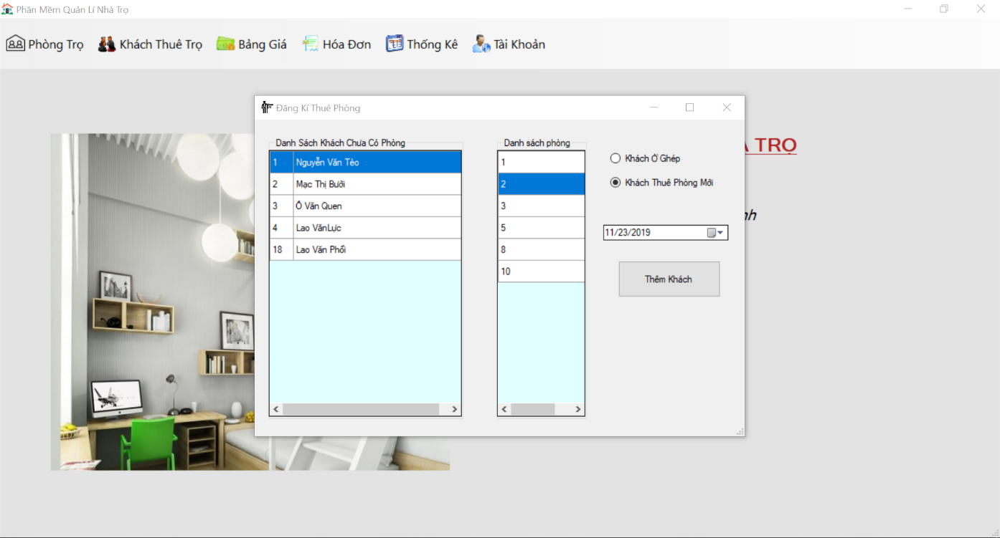 Phần Mềm Quản Lí Nhà Trọ
Phòng Trọ Khách Thuê Trọ Bảng Giá Hóa Đơn Thống Kê Tài Khoản
Đăng Kí Thuê Phòng
TRỌ
Danh Sách Khách Chưa Có Phòng
1 Nguyễn Văn Tèo
2 Mạc Thị Bưởi
3 Ô Văn Quen
4 Lao VănLực
18 Lao Văn Phổi
Danh sách phòng
1
2
3
5
8
10
Khách Ở Ghép
Khách Thuê Phòng Mới
11/23/2019
Thêm Khách